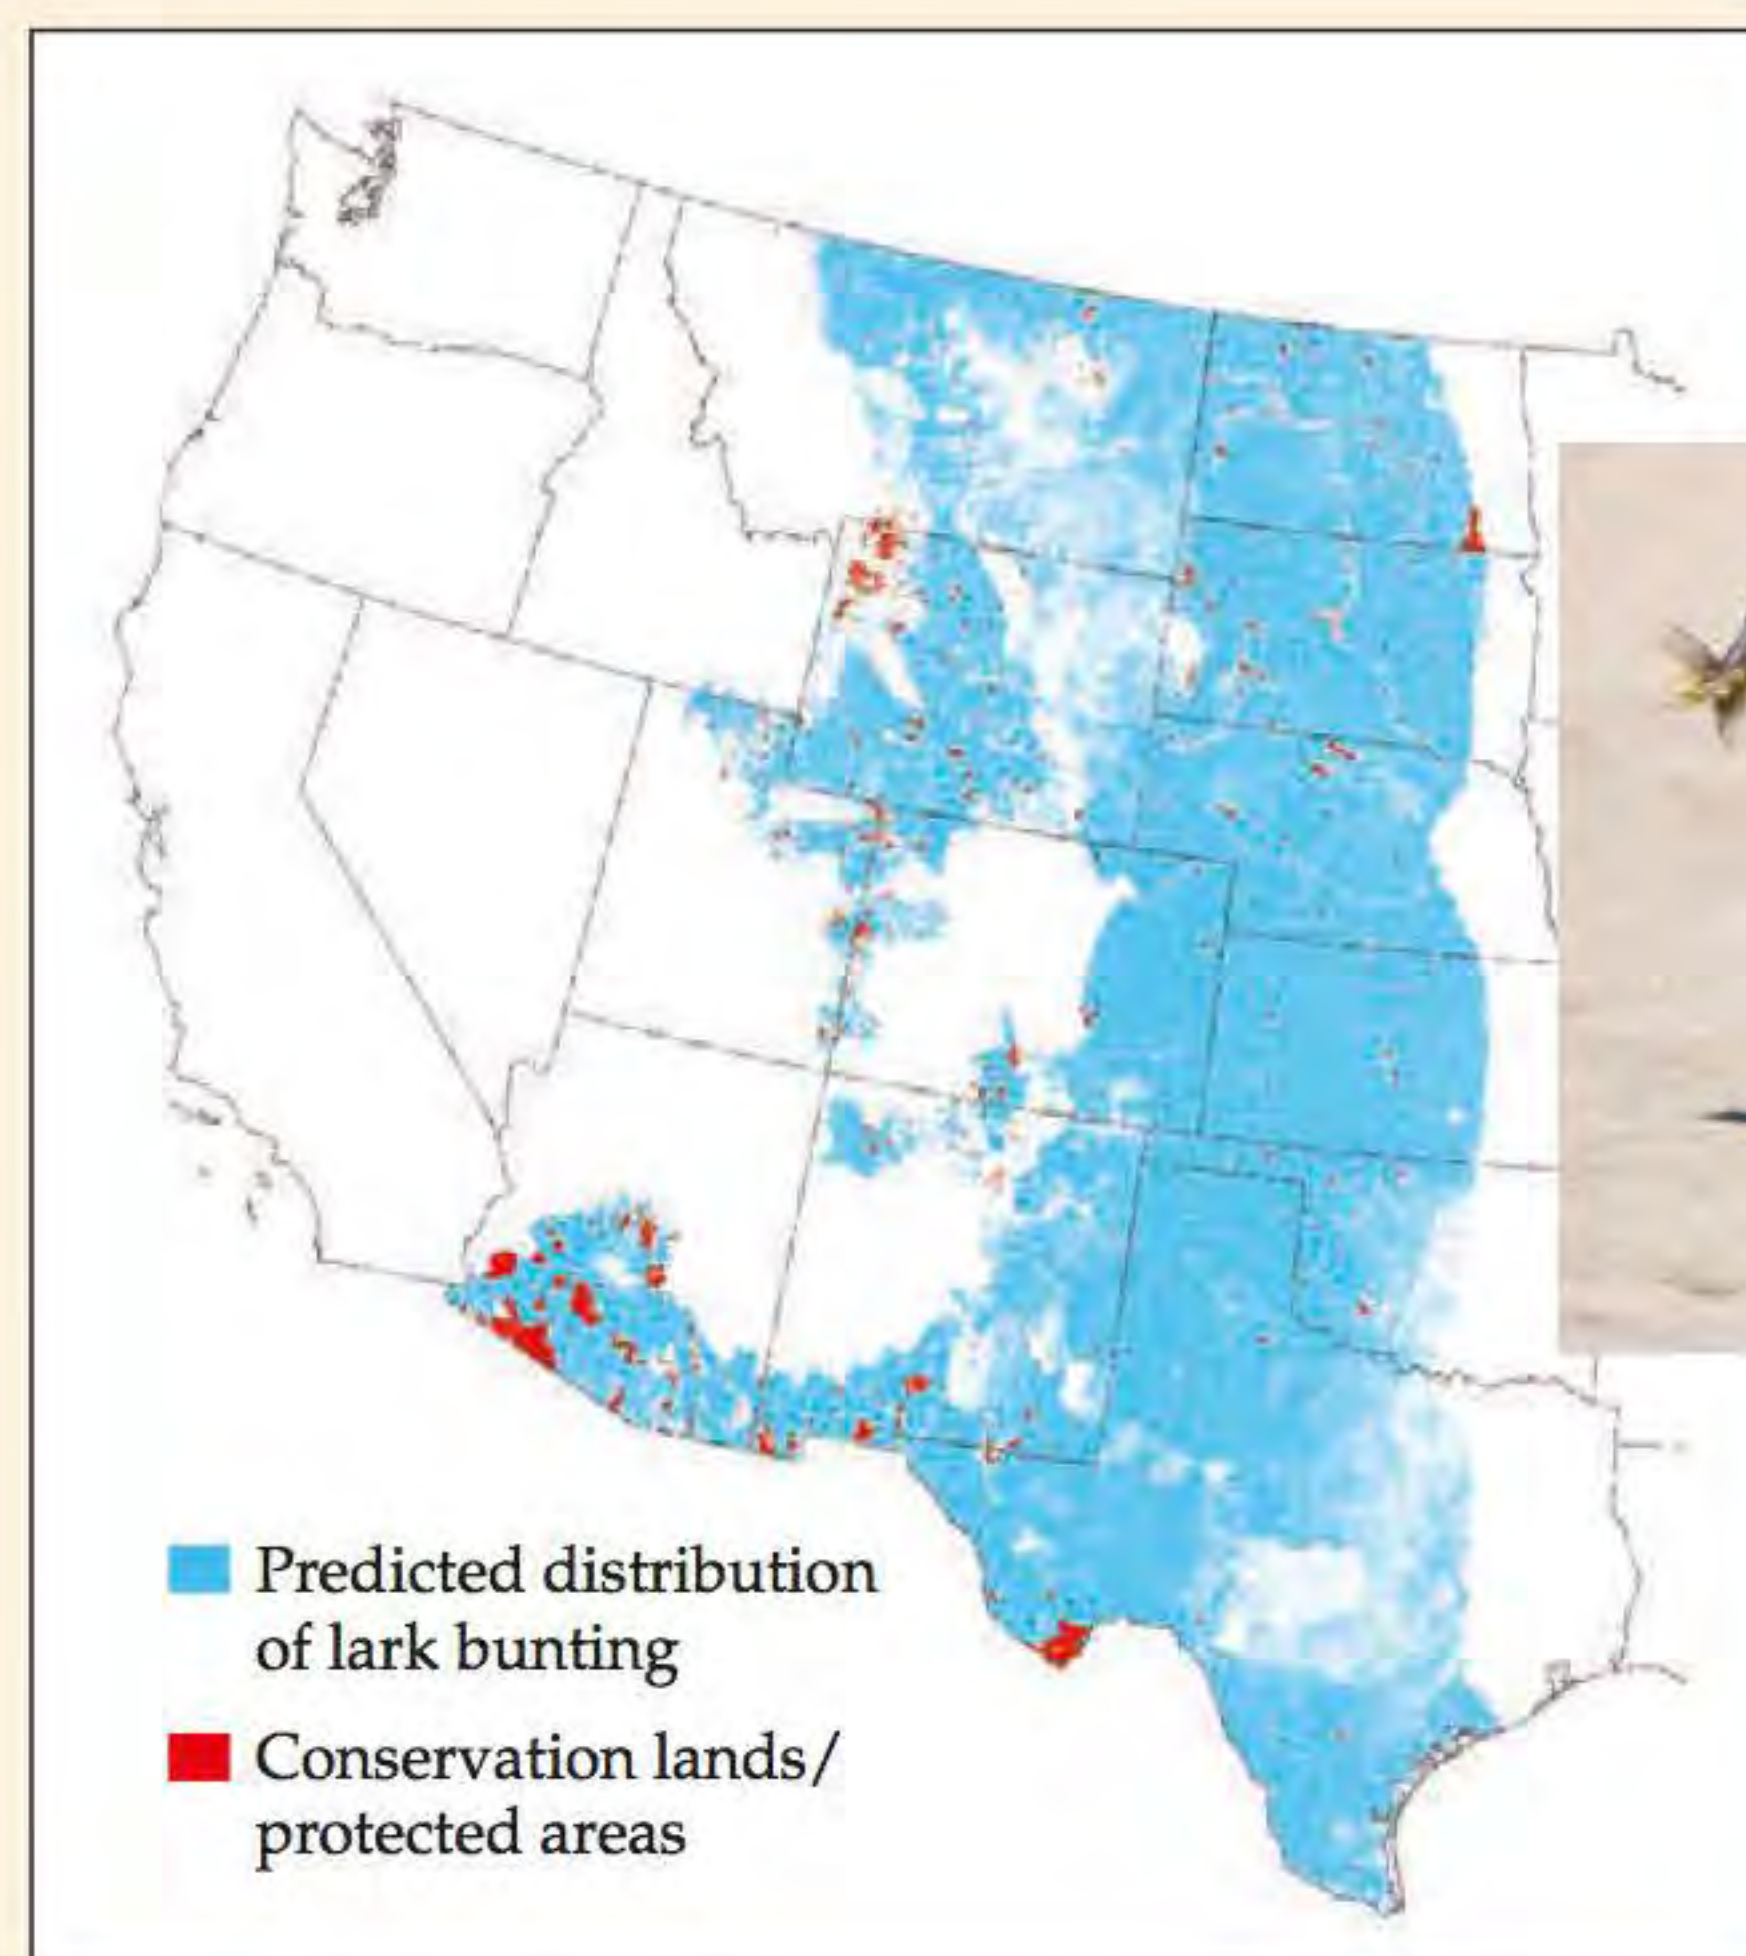 Predicted distribution
of lark bunting
Conservation lands/
protected areas